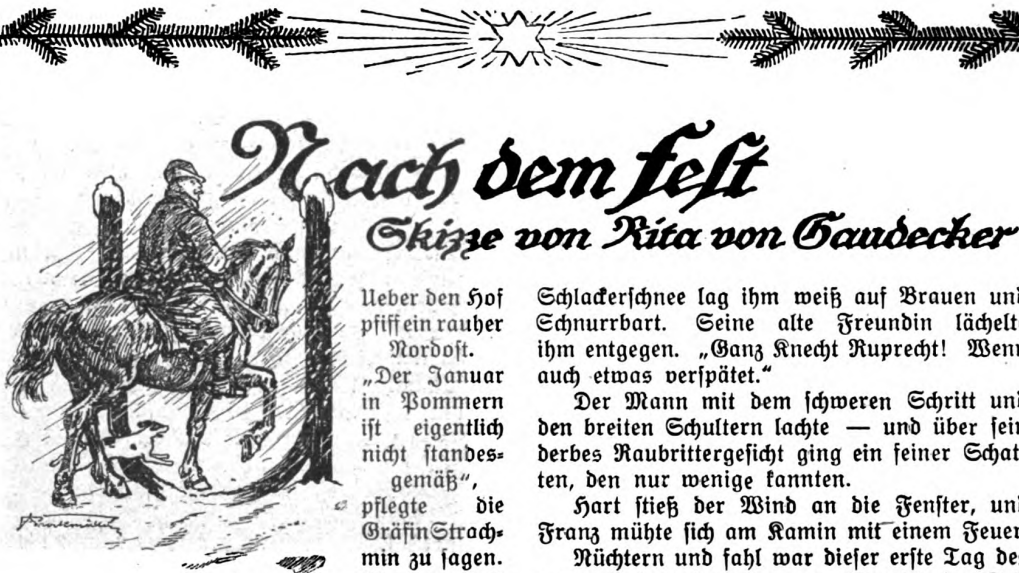 Nach dem Fest
Skizze von Rita von Gaudecker
Ueber den Hof
pfiff ein rauher
Nordost.
„Der Januar
in Pommern
ist eigentlich
nicht standes-
gemäß“,
pflegte die
Gräfin Strach-
min zu sagen.
Schlackerschnee lag ihm weiß auf Brauen und
Schnurrbart. Seine alte Freundin lächelt
ihm entgegen. „Ganz Knecht Ruprecht! Wenn
auch etwas verspätet.“
Der Mann mit dem schweren Schritt und
den breiten Schultern lachte — und über sein
derbes Raubrittergesicht ging ein feiner Schat-
ten, den nur wenige kannten.
Hart stieß der Wind an die Fenster, und
Franz mühte sich am Kamin mit einem Feuer
Nüchtern und fahl war dieser erste Tag de